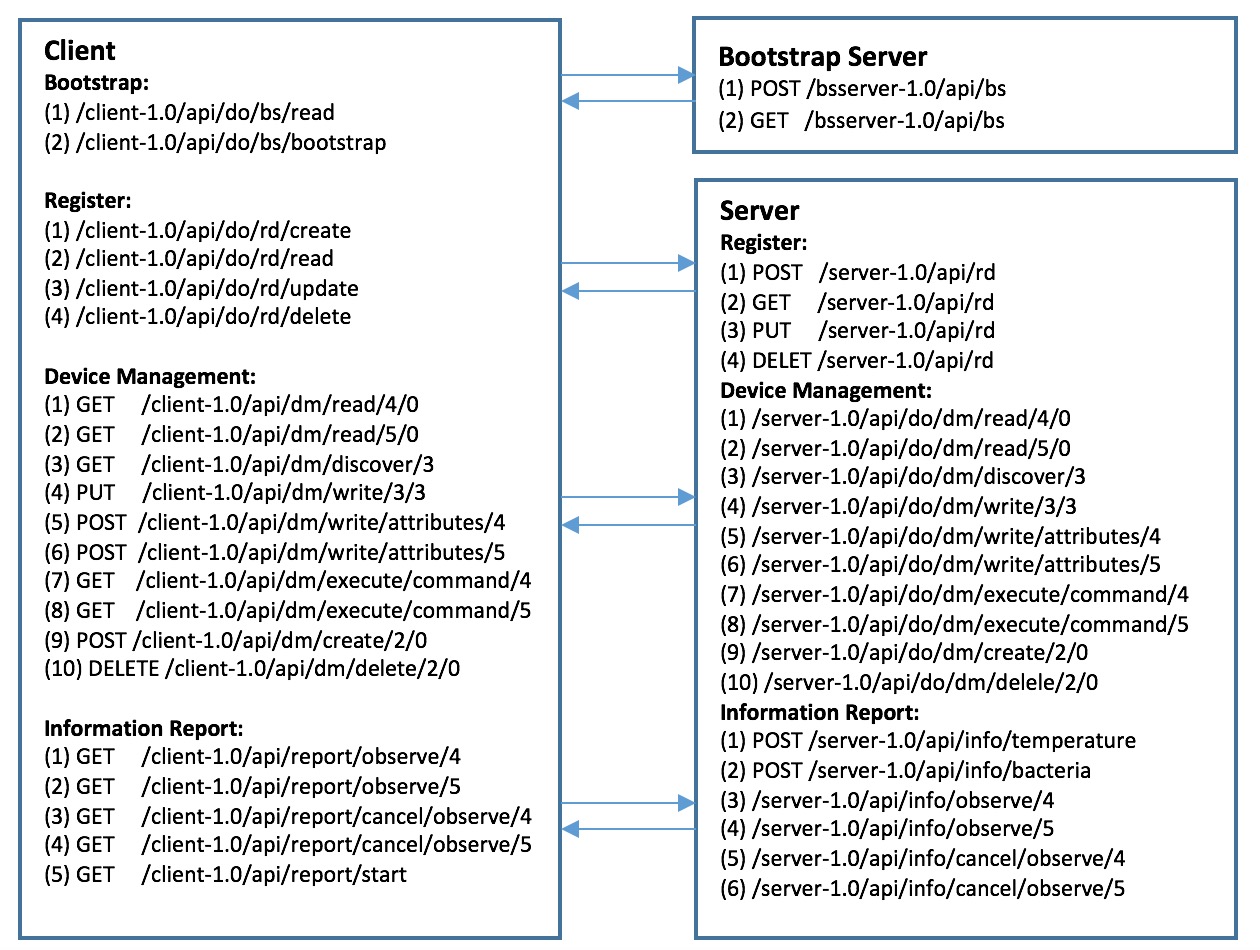 Client
Bootstrap:
(1) /client-1.0/api/do/bs/read
(2) /client-1.0/api/do/bs/bootstrap
Register:
(1) /client-1.0/api/do/rd/create
(2) /client-1.0/api/do/rd/read
(3) /client-1.0/api/do/rd/update
(4) /client-1.0/api/do/rd/delete
Device Management:
(1) GET /client-1.0/api/dm/read/4/0
(2) GET /client-1.0/api/dm/read/5/0
(3) GET /client-1.0/api/dm/discover/3
(4) PUT /client-1.0/api/dm/write/3/3
(5) POST /client-1.0/api/dm/write/attributes/4
(6) POST /client-1.0/api/dm/write/attributes/5
(7) GET /client-1.0/api/dm/execute/command/4
(8) GET /client-1.0/api/dm/execute/command/5
(9) POST /client-1.0/api/dm/create/2/0
(10) DELETE /client-1.0/api/dm/delete/2/0
Information Report:
(1) GET /client-1.0/api/report/observe/4
(2) GET /client-1.0/api/report/observe/5
(3) GET /client-1.0/api/report/cancel/observe/4
(4) GET /client-1.0/api/report/cancel/observe/5
(5) GET /client-1.0/api/report/start
Bootstrap Server
(1) POST /bsserver-1.0/api/bs
(2) GET /bsserver-1.0/api/bs
Server
Register:
(1) POST /server-1.0/api/rd
(2) GET /server-1.0/api/rd
(3) PUT /server-1.0/api/rd
(4) DELET /server-1.0/api/rd
Device Management:
(1) /server-1.0/api/do/dm/read/4/0
(2) /server-1.0/api/do/dm/read/5/0
(3) /server-1.0/api/do/dm/discover/3
(4) /server-1.0/api/do/dm/write/3/3
(5) /server-1.0/api/do/dm/write/attributes/4
(6) /server-1.0/api/do/dm/write/attributes/5
(7) /server-1.0/api/do/dm/execute/command/4
(8) /server-1.0/api/do/dm/execute/command/5
(9) /server-1.0/api/do/dm/create/2/0
(10) /server-1.0/api/do/dm/delele/2/0
Information Report:
(1) POST /server-1.0/api/info/temperature
(2) POST /server-1.0/api/info/bacteria
(3) /server-1.0/api/info/observe/4
(4) /server-1.0/api/info/observe/5
(5) /server-1.0/api/info/cancel/observe/4
(6) /server-1.0/api/info/cancel/observe/5